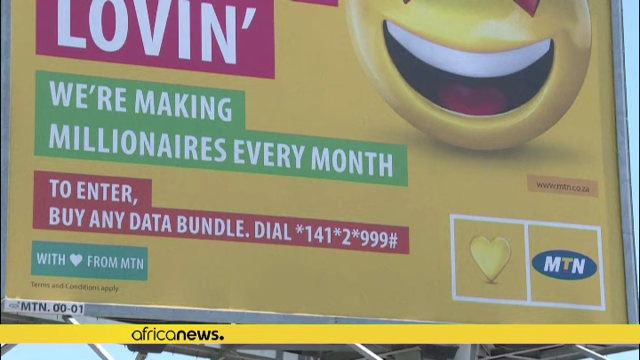 LOVIN'
WE'RE MAKING
MILLIONAIRES EVERY MONTH
TO ENTER,
BUY ANY DATA BUNDLE. DIAL *141*2*999#
www.mtn.co.za
WITH FROM MTN
MTN
Terms and Conditions apply
MTN. 00-01
africanews.